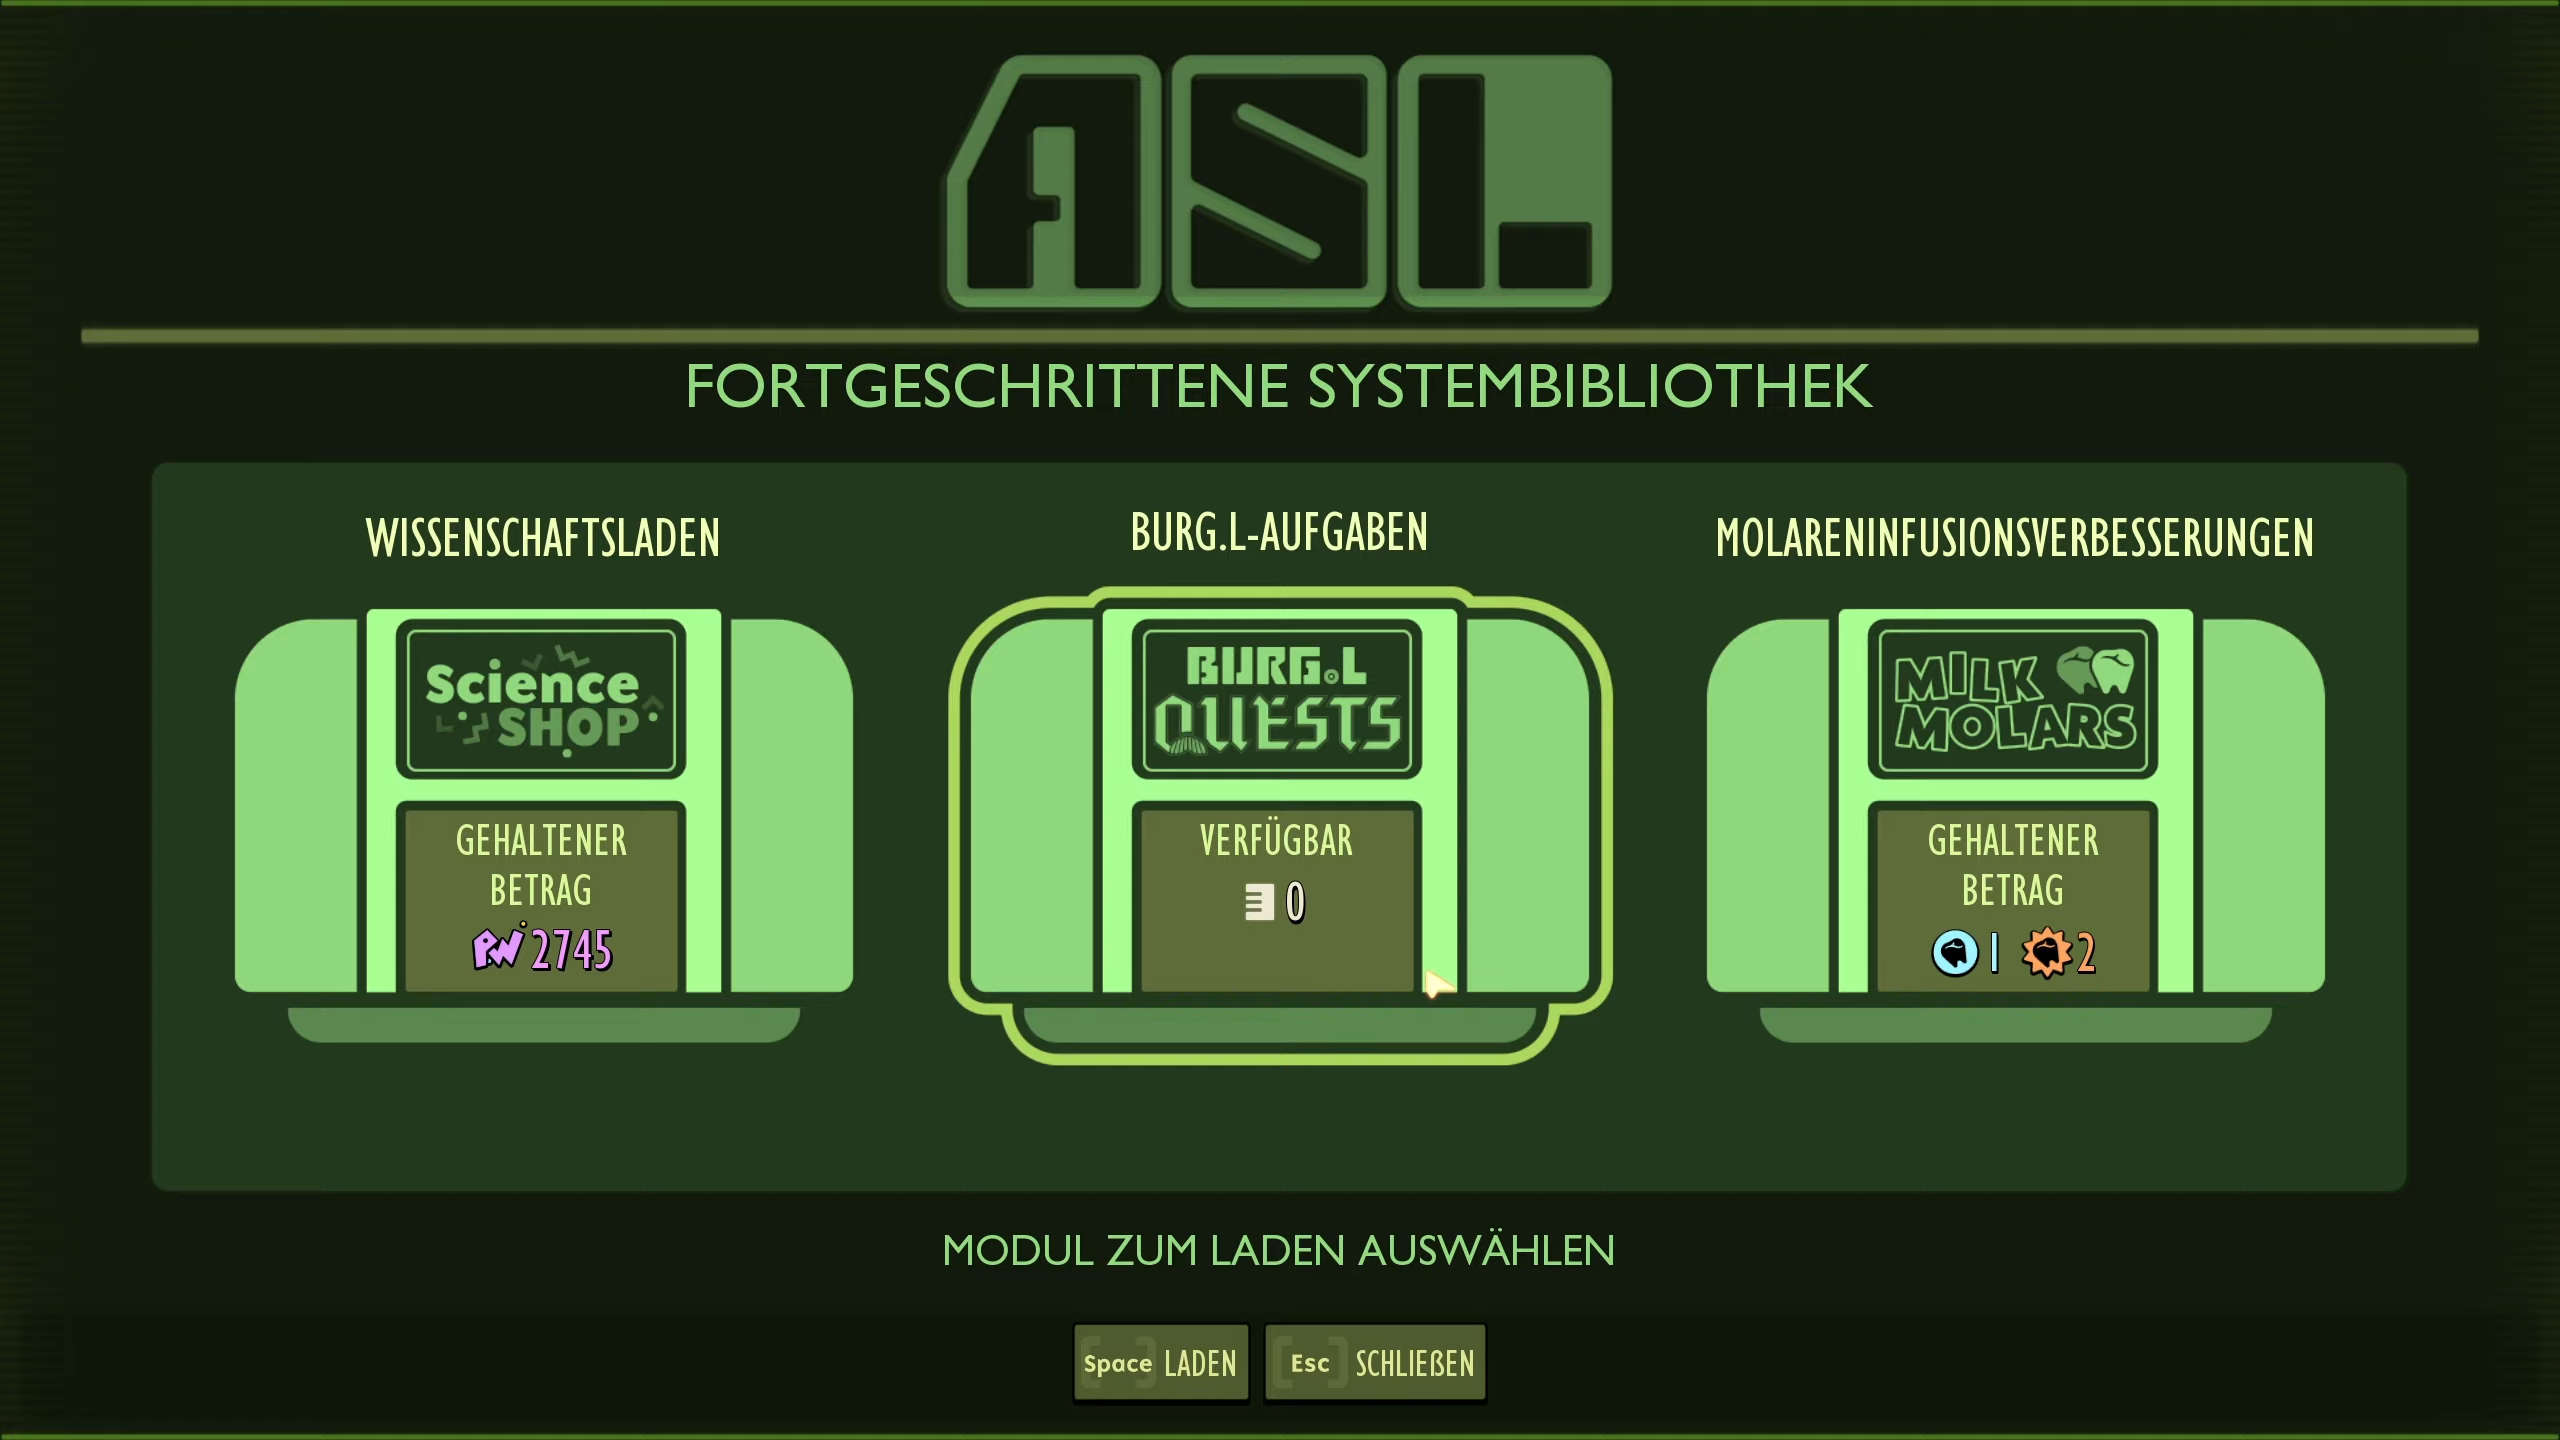 ASL
FORTGESCHRITTENE SYSTEMBIBLIOTHEK
WISSENSCHAFTSLADEN
Science
SHOP
GEHALTENER
BETRAG
2745
BURG.L-AUFGABEN
BURG.L
QUESTS
VERFÜGBAR
0
MOLARENINFUSIONSVERBESSERUNGEN
MILK
MOLARS
GEHALTENER
BETRAG
1 2
MODUL ZUM LADEN AUSWÄHLEN
Space LADEN Esc SCHLIEßEN